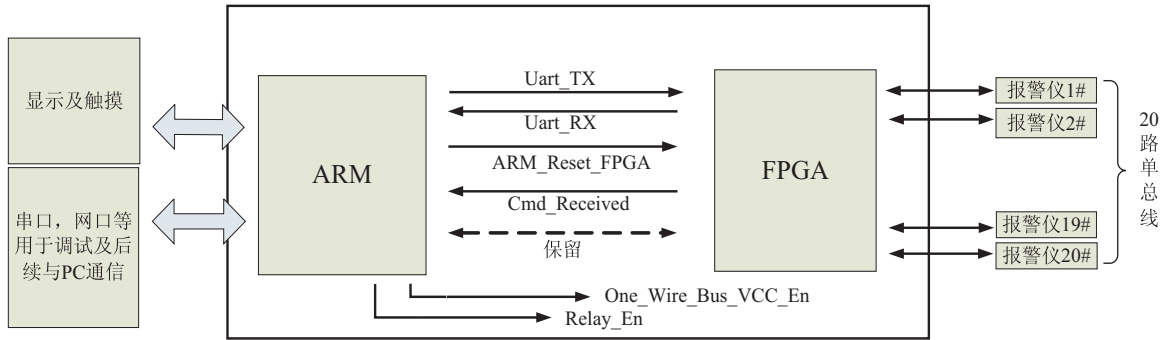 显示及触摸
串口，网口等
用于调试及后
续与PC通信
ARM
Uart_TX
Uart_RX
ARM_Reset_FPGA
Cmd_Received
保留
One_Wire_Bus_VCC_En
Relay_En
FPGA
报警仪1#
报警仪2#
报警仪19#
报警仪20#
20
路
单
总
线